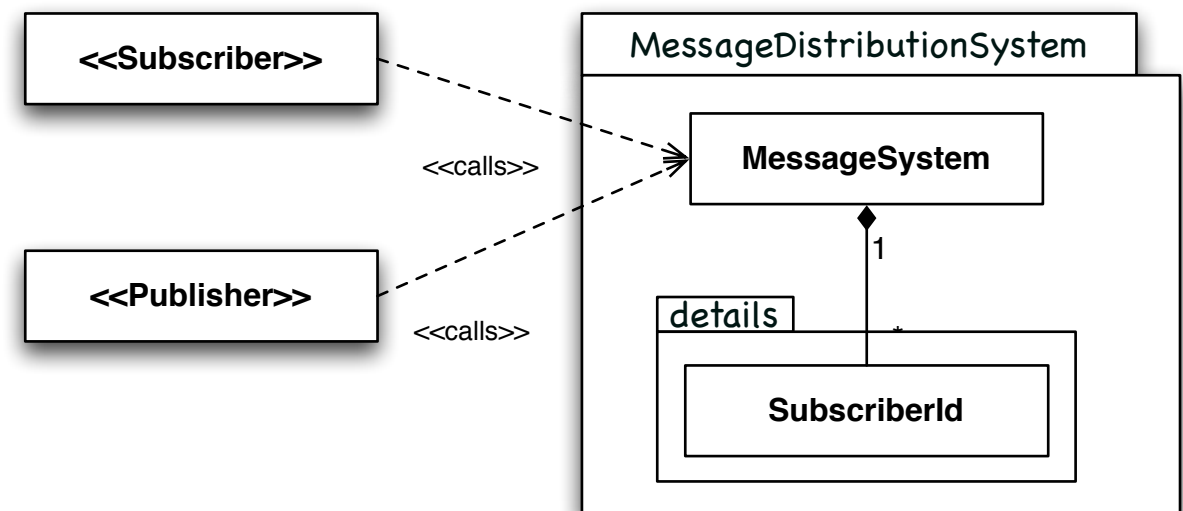 <<Subscriber>>
MessageDistributionSystem
MessageSystem
<<calls>>
1
<<Publisher>>
<<calls>>
details
*
SubscriberId